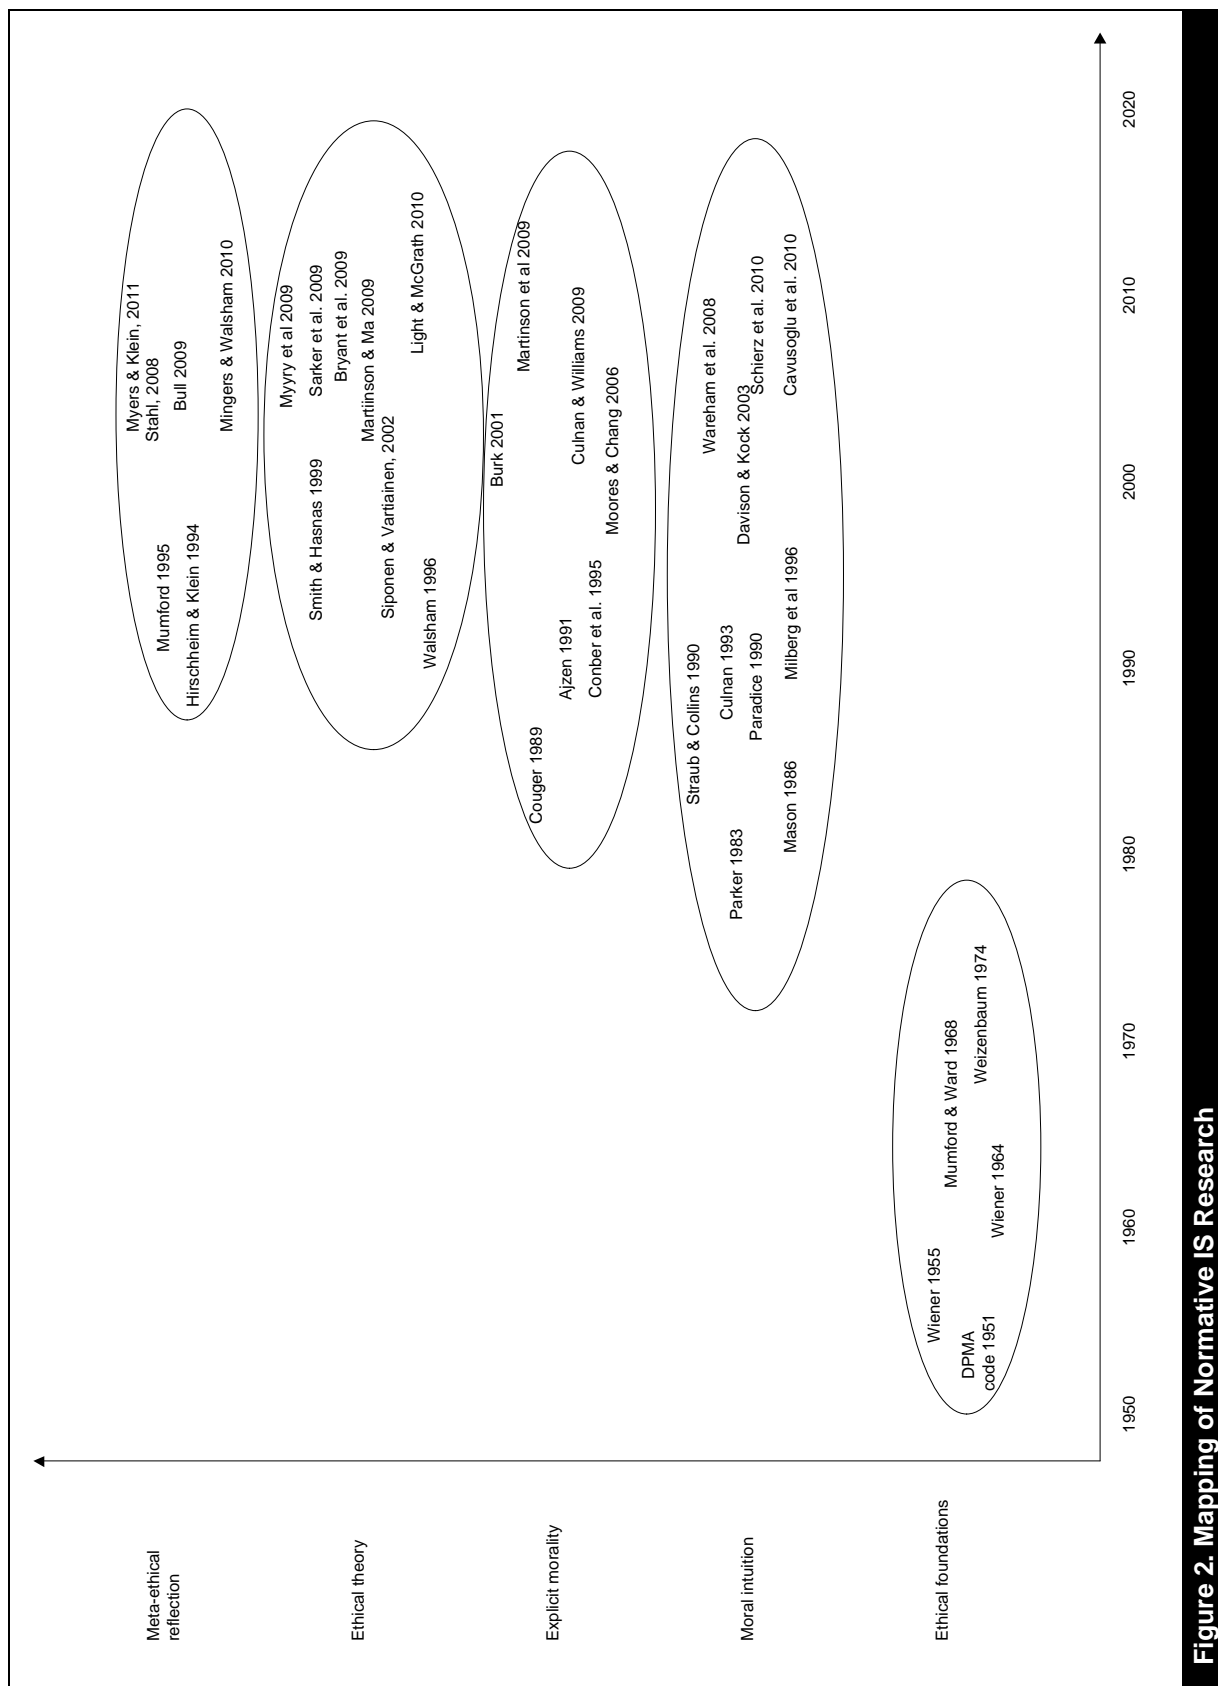 Meta-ethical
reflection
Ethical theory
Explicit morality
Moral intuition
Ethical foundations
Myers & Klein, 2011
Stahl, 2008
Bull 2009
Mingers & Walsham 2010
Mumford 1995
Hirschheim & Klein 1994
Myyry et al 2009
Sarker et al. 2009
Bryant et al. 2009
Martiinson & Ma 2009
Light & McGrath 2010
Smith & Hasnas 1999
Siponen & Vartiainen, 2002
Walsham 1996
Burk 2001
Martinson et al 2009
Culnan & Williams 2009
Moores & Chang 2006
Ajzen 1991
Conber et al. 1995
Couger 1989
Wareham et al. 2008
Davison & Kock 2003
Schierz et al. 2010
Cavusoglu et al. 2010
Straub & Collins 1990
Culnan 1993
Paradice 1990
Milberg et al 1996
Parker 1983
Mason 1986
Mumford & Ward 1968
Weizenbaum 1974
Wiener 1955
Wiener 1964
DPMA
code 1951
1950
1960
1970
1980
1990
2000
2010
2020
Figure 2. Mapping of Normative IS Research